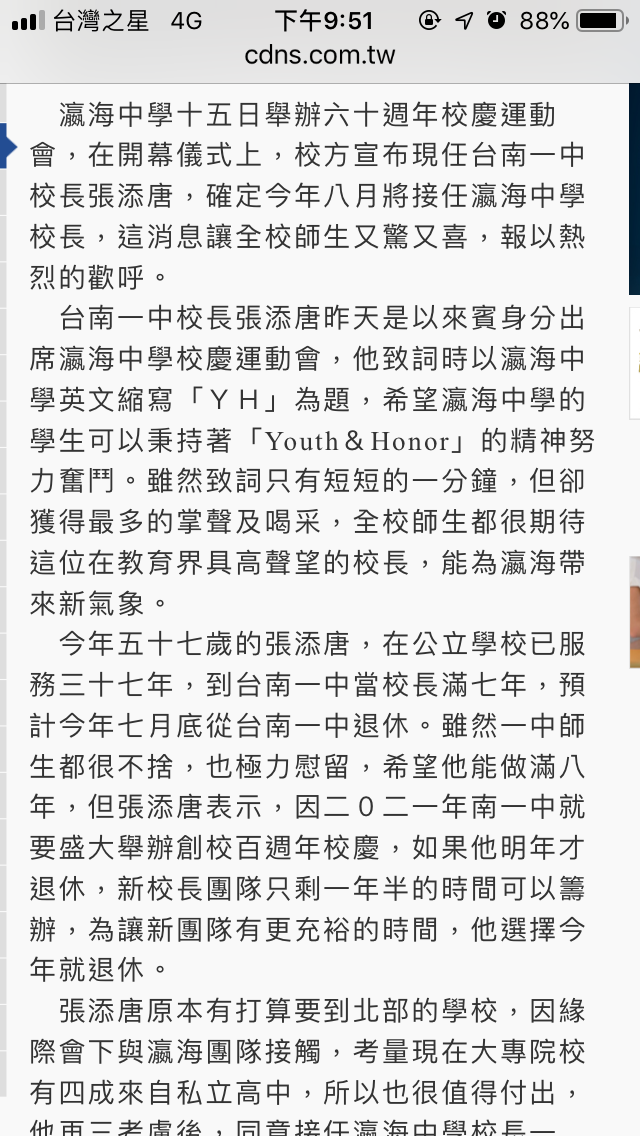 台灣之星 4G 下午9:51 88%
cdns.com.tw
瀛海中學十五日舉辦六十週年校慶運動
會，在開幕儀式上，校方宣布現任台南一中
校長張添唐，確定今年八月將接任瀛海中學
校長，這消息讓全校師生又驚又喜，報以熱
烈的歡呼。
台南一中校長張添唐昨天是以來賓身分出
席瀛海中學校慶運動會，他致詞時以瀛海中
學英文縮寫「ＹＨ」為題，希望瀛海中學的
學生可以秉持著「Youth＆Honor」的精神努
力奮鬥。雖然致詞只有短短的一分鐘，但卻
獲得最多的掌聲及喝采，全校師生都很期待
這位在教育界具高聲望的校長，能為瀛海帶
來新氣象。
今年五十七歲的張添唐，在公立學校已服
務三十七年，到台南一中當校長滿七年，預
計今年七月底從台南一中退休。雖然一中師
生都很不捨，也極力慰留，希望他能做滿八
年，但張添唐表示，因二０二一年南一中就
要盛大舉辦創校百週年校慶，如果他明年才
退休，新校長團隊只剩一年半的時間可以籌
辦，為讓新團隊有更充裕的時間，他選擇今
年就退休。
張添唐原本有打算要到北部的學校，因緣
際會下與瀛海團隊接觸，考量現在大專院校
有四成來自私立高中，所以也很值得付出，
他再三考慮後，同意接任瀛海中學校長一